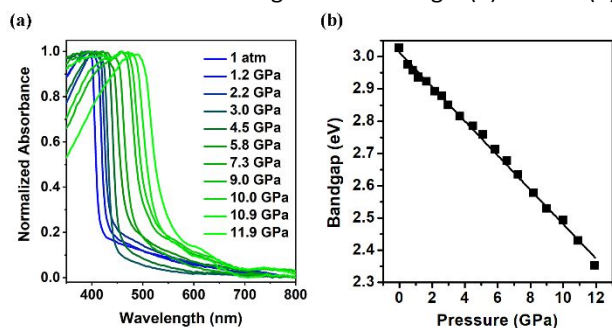 (a)
Normalized Absorbance
1.0
0.8
0.6
0.4
0.2
0.0
400
500
600
700
800
Wavelength (nm)
1 atm
1.2 GPa
2.2 GPa
3.0 GPa
4.5 GPa
5.8 GPa
7.3 GPa
9.0 GPa
10.0 GPa
10.9 GPa
11.9 GPa
(b)
Bandgap (eV)
3.0
2.9
2.8
2.7
2.6
2.5
2.4
2.3
0
2
4
6
8
10
12
Pressure (GPa)